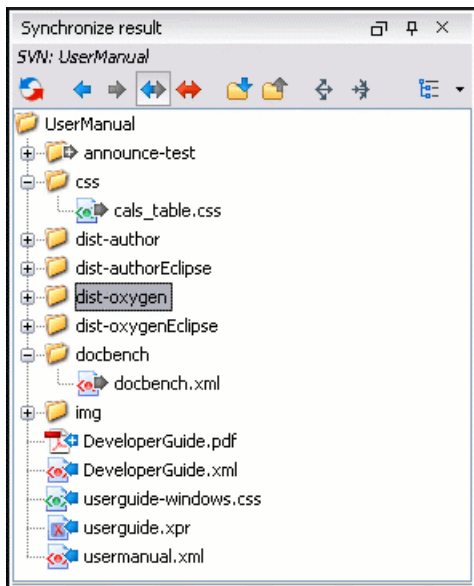 Synchronize result
SVN: UserManual
UserManual
announce-test
css
cals_table.css
dist-author
dist-authorEclipse
dist-oxygen
dist-oxygenEclipse
docbench
docbench.xml
img
DeveloperGuide.pdf
DeveloperGuide.xml
userguide-windows.css
userguide.xpr
usermanual.xml